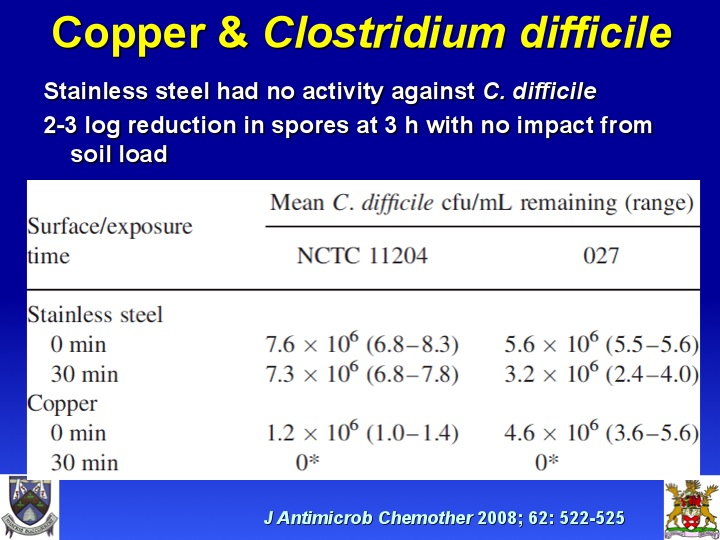 Copper & Clostridium difficile
Stainless steel had no activity against C. difficile
2-3 log reduction in spores at 3 h with no impact from
soil load
Mean C. difficile cfu/mL remaining (range)
Surface/exposure
time NCTC 11204 027
Stainless steel
0 min 7.6 × 10⁶ (6.8–8.3) 5.6 × 10⁶ (5.5–5.6)
30 min 7.3 × 10⁶ (6.8–7.8) 3.2 × 10⁶ (2.4–4.0)
Copper
0 min 1.2 × 10⁶ (1.0–1.4) 4.6 × 10⁶ (3.6–5.6)
30 min 0* 0*
J Antimicrob Chemother 2008; 62: 522-525